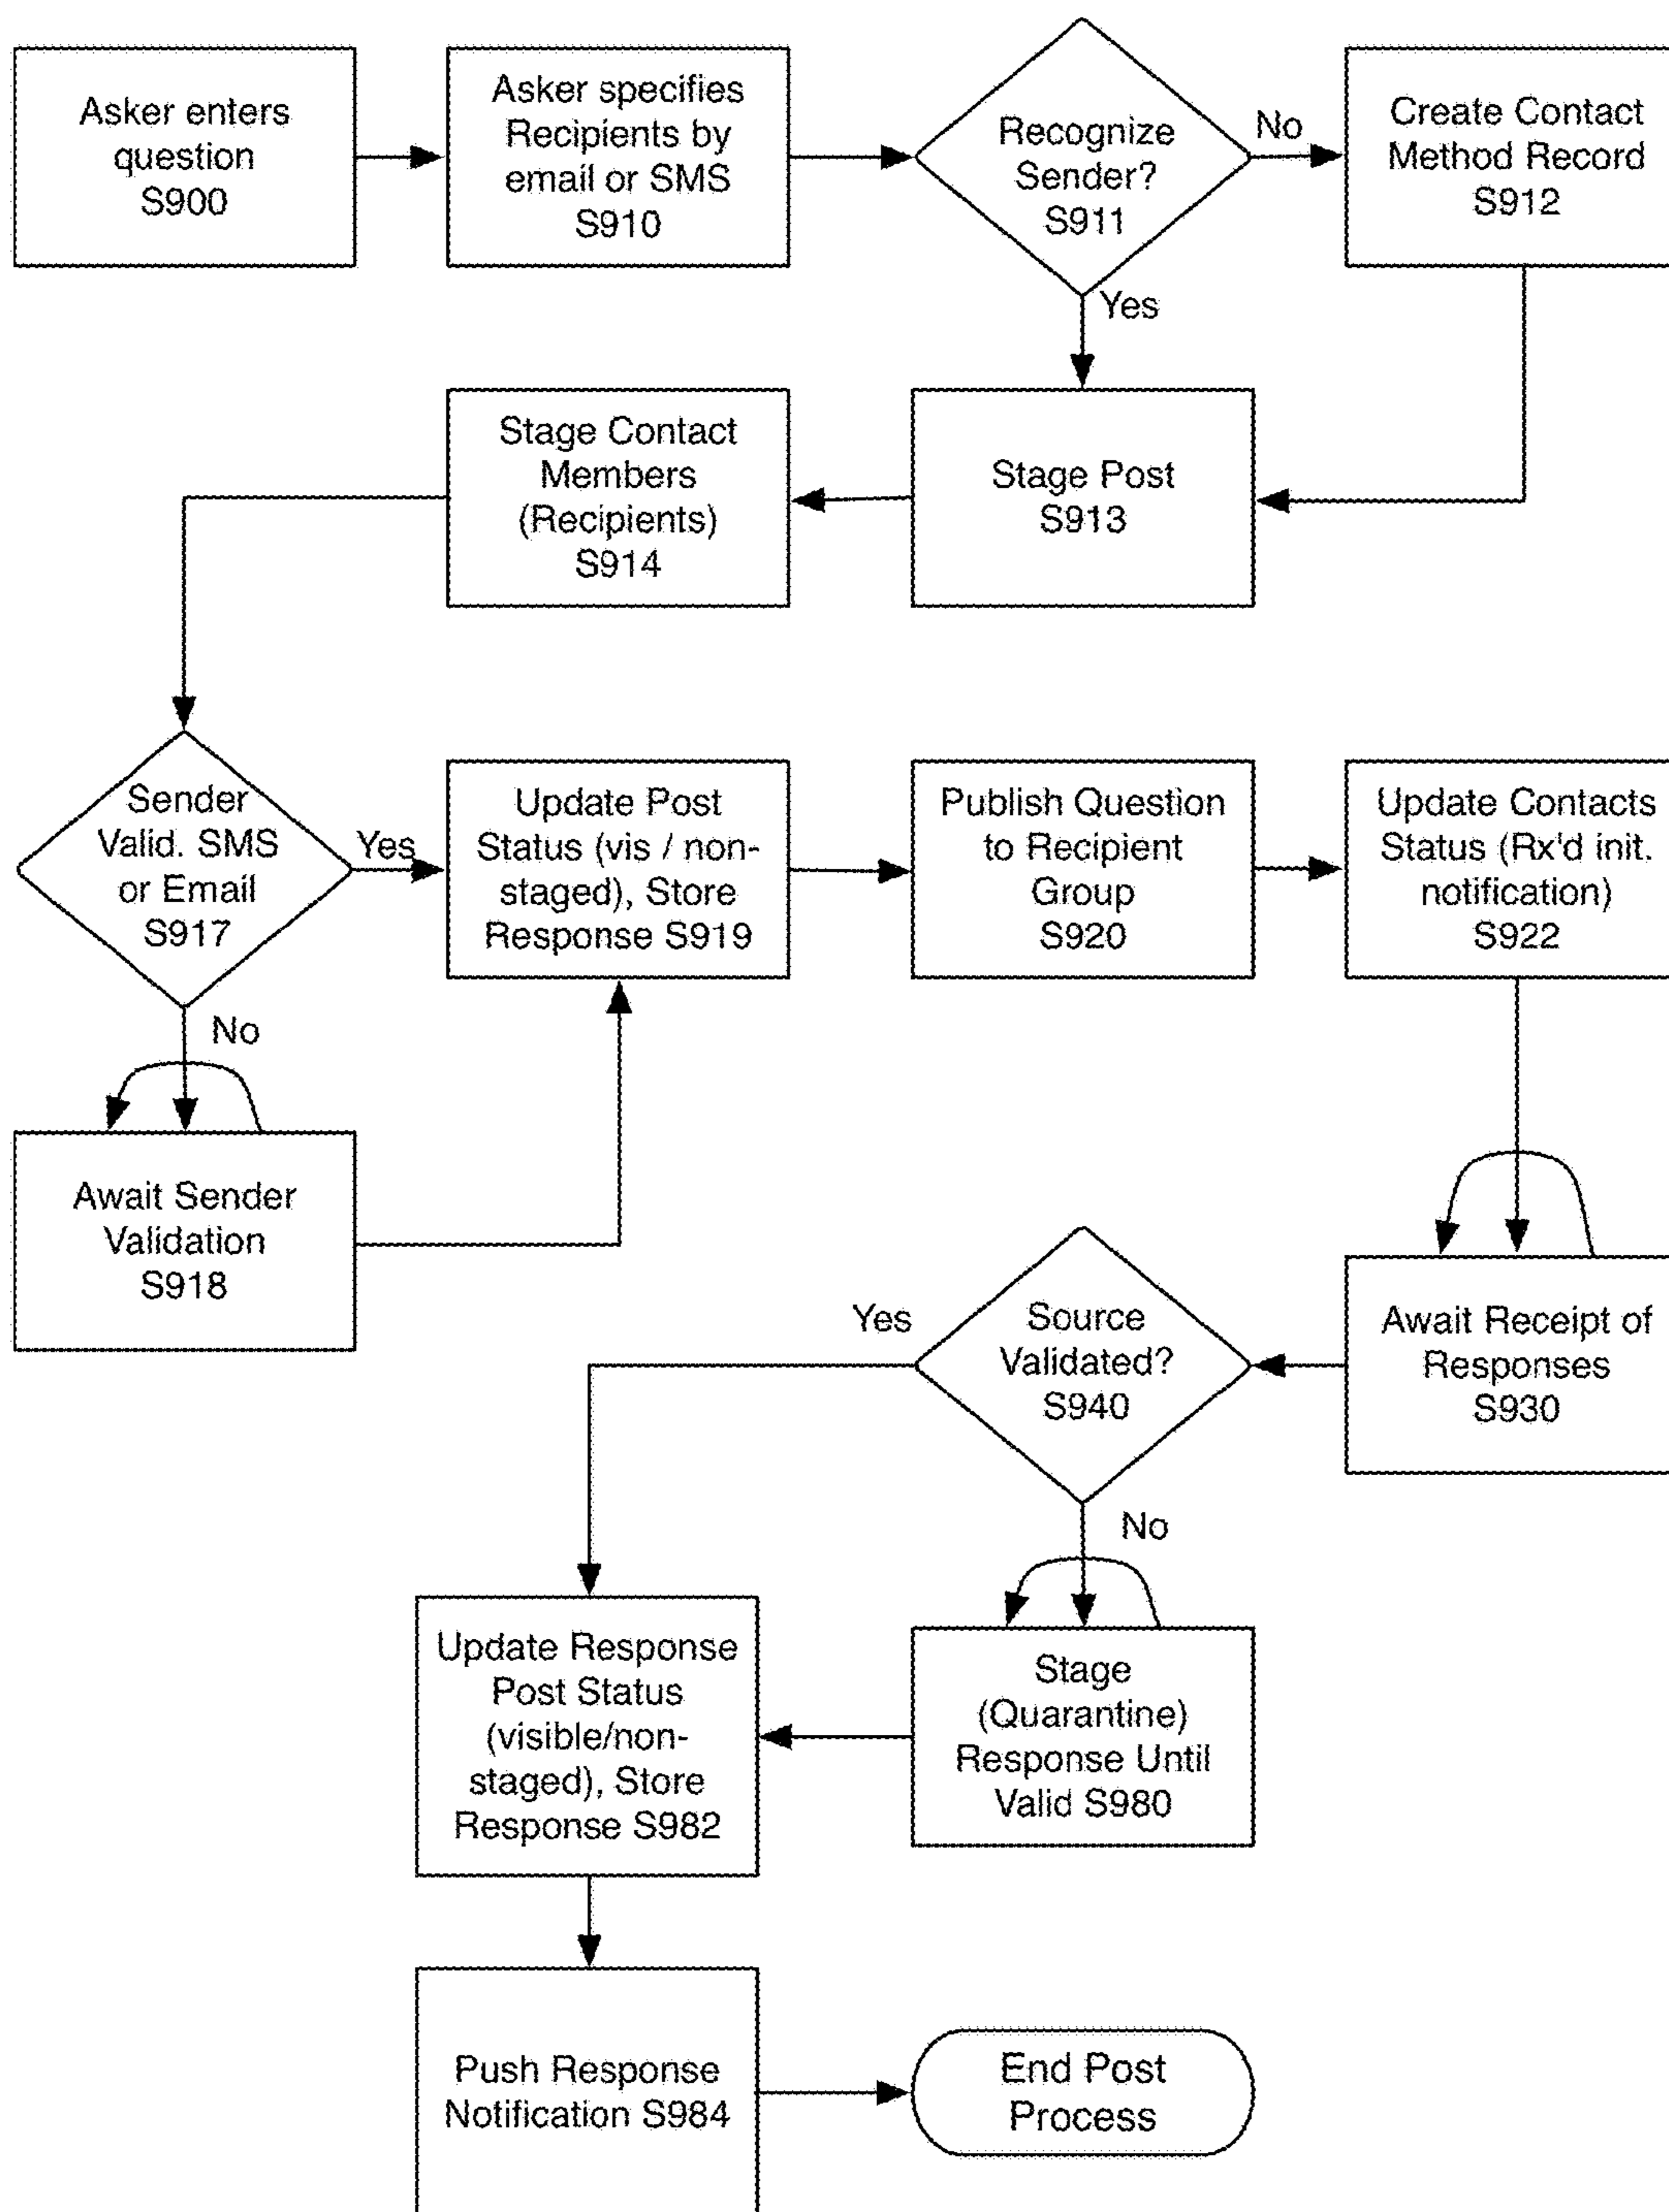 Asker enters
question
S900
Asker specifies
Recipients by
email or SMS
S910
Recognize
Sender?
S911
No
Create Contact
Method Record
S912
Yes
Stage Contact
Members
(Recipients)
S914
Stage Post
S913
Sender
Valid. SMS
or Email
S917
Yes
Update Post
Status (vis / non-
staged), Store
Response S919
Publish Question
to Recipient
Group
S920
Update Contacts
Status (Rx'd init.
notification)
S922
No
Await Sender
Validation
S918
Yes
Source
Validated?
S940
Await Receipt of
Responses
S930
No
Update Response
Post Status
(visible/non-
staged), Store
Response S982
Stage
(Quarantine)
Response Until
Valid S980
Push Response
Notification S984
End Post
Process